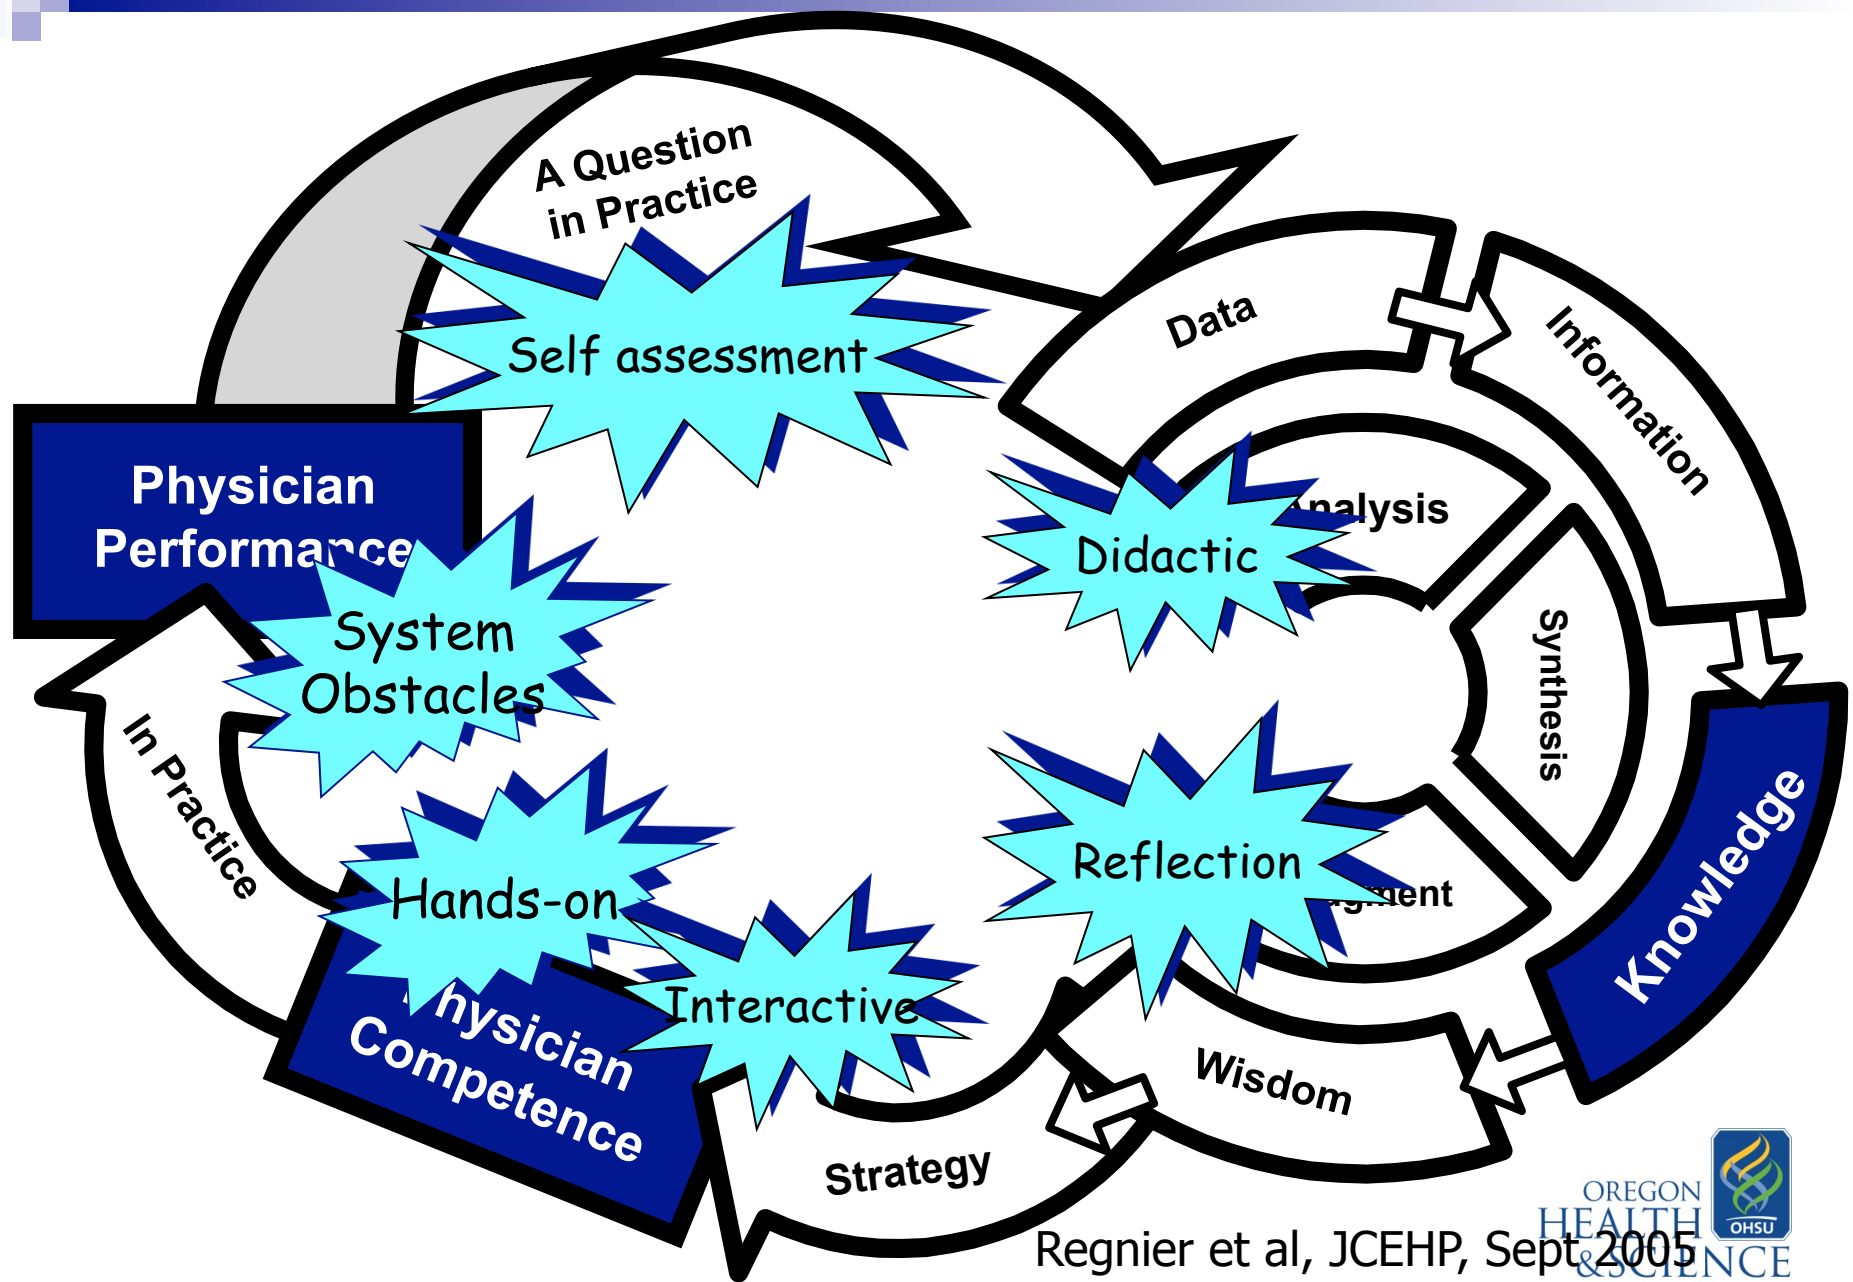 A Question
in Practice
Self assessment
Data
Information
Physician
Performance
Analysis
Didactic
System
Obstacles
Synthesis
In Practice
Knowledge
Reflection
Hands-on
Interactive
Physician
Competence
Wisdom
Strategy
Regnier et al, JCEHP, Sept 2005
OREGON
HEALTH
&SCIENCE
OHSU